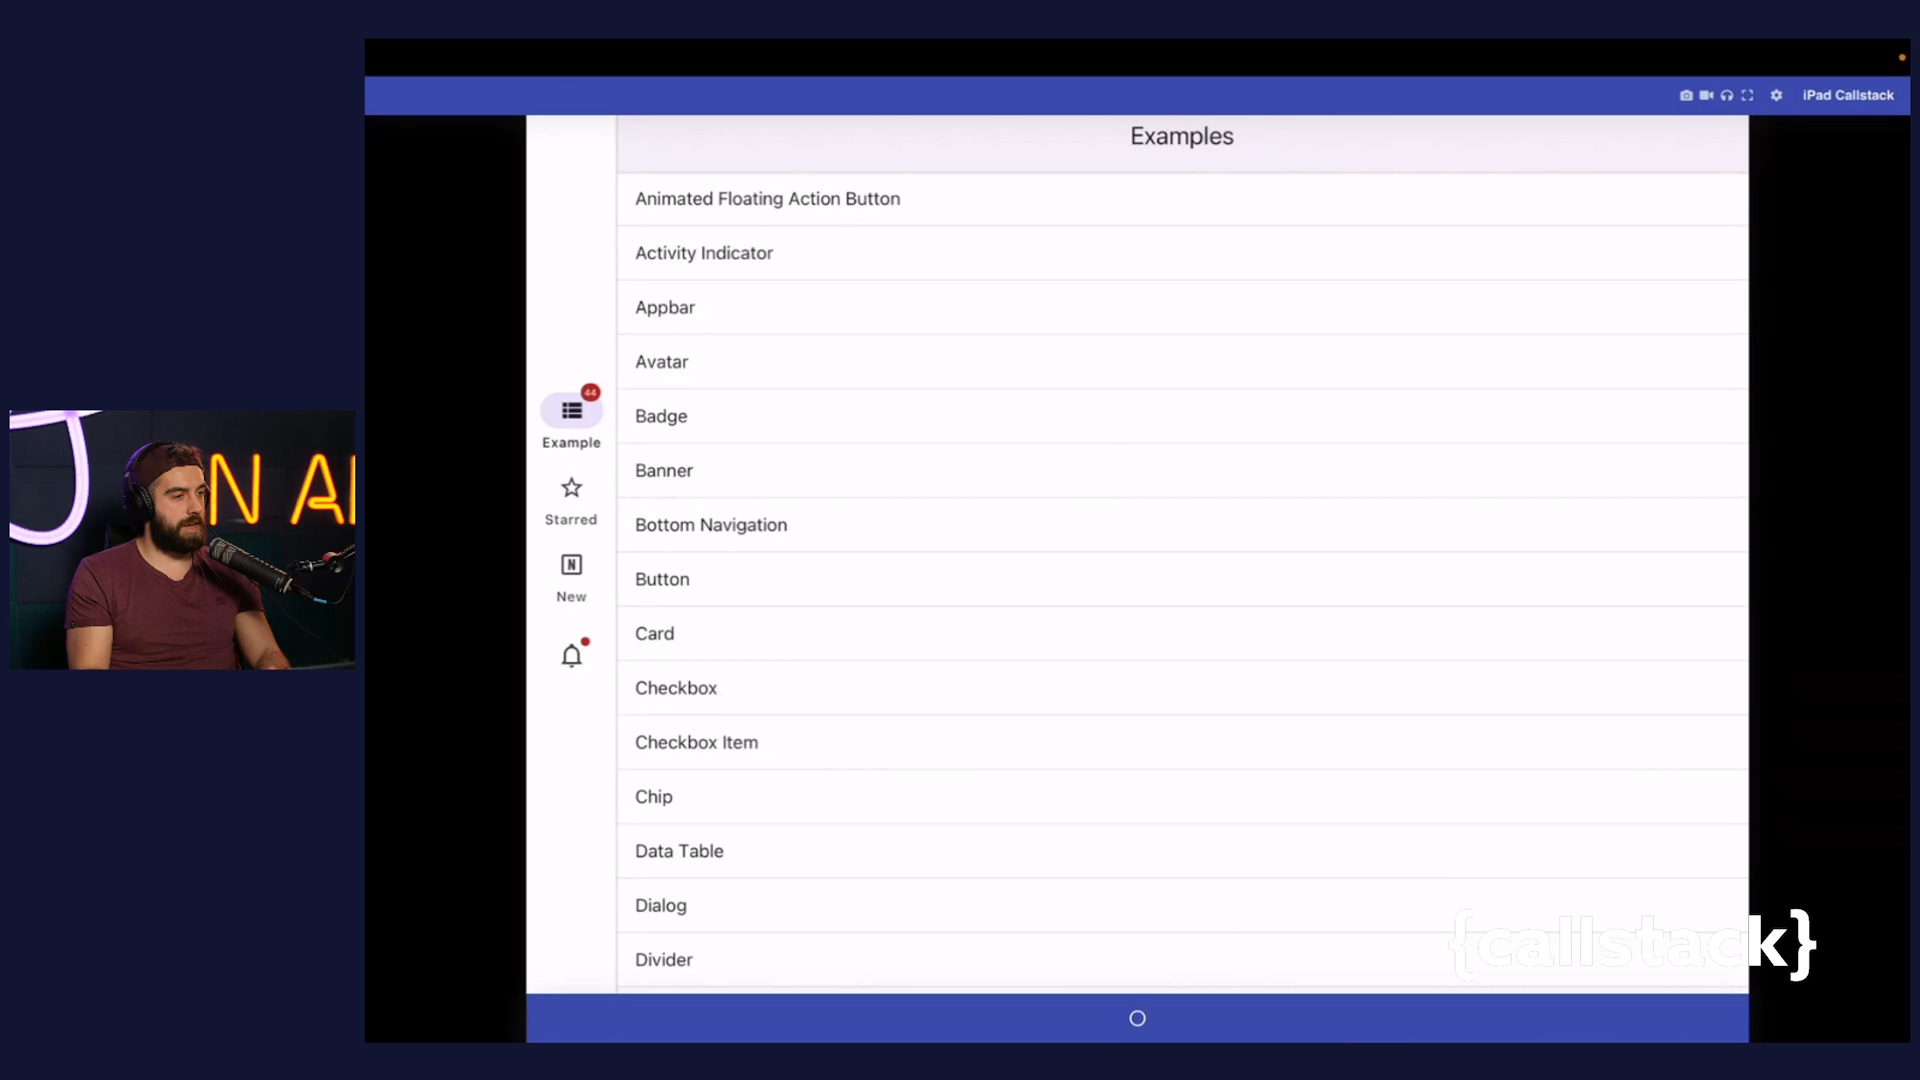 iPad Callstack
Examples
Animated Floating Action Button
Activity Indicator
Appbar
Avatar
Badge
Banner
Bottom Navigation
Button
Card
Checkbox
Checkbox Item
Chip
Data Table
Dialog
Divider
44
Example
Starred
N
New
N A
{callstack}